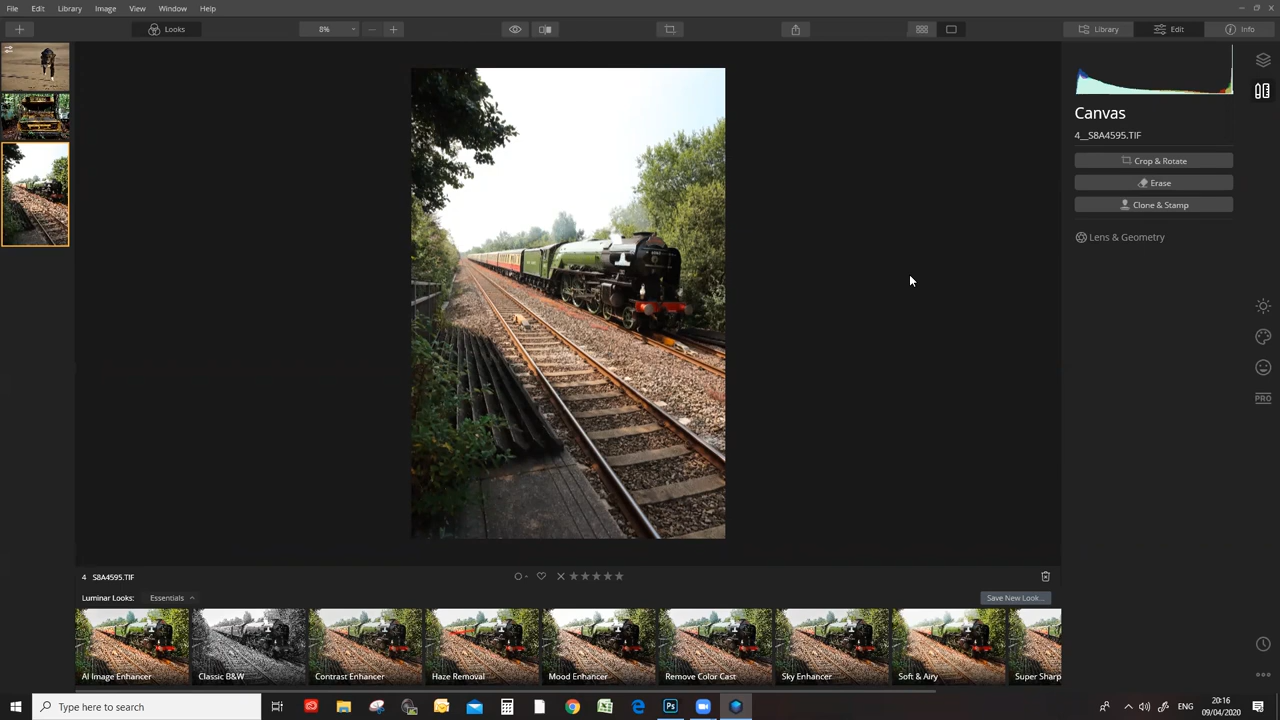 File Edit Library Image View Window Help
Looks 8% Library Edit Info
Canvas
4__S8A4595.TIF
Crop & Rotate
Erase
Clone & Stamp
Lens & Geometry
PRO
4 S8A4595.TIF
Luminar Looks: Essentials Save New Look...
AI Image Enhancer Classic B&W Contrast Enhancer Haze Removal Mood Enhancer Remove Color Cast Sky Enhancer Soft & Airy Super Sharp
Type here to search Ps ENG 20:16
09/04/2020